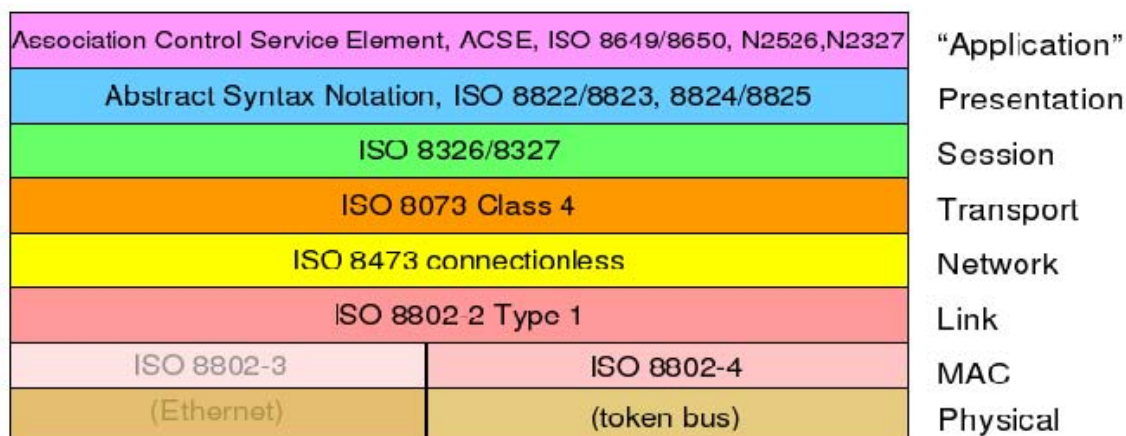 Association Control Service Element, ACSE, ISO 8649/8650, N2526,N2327 "Application"
Abstract Syntax Notation, ISO 8822/8823, 8824/8825 Presentation
ISO 8326/8327 Session
ISO 8073 Class 4 Transport
ISO 8473 connectionless Network
ISO 8802-2 Type 1 Link
ISO 8802-3 ISO 8802-4 MAC
(Ethernet) (token bus) Physical